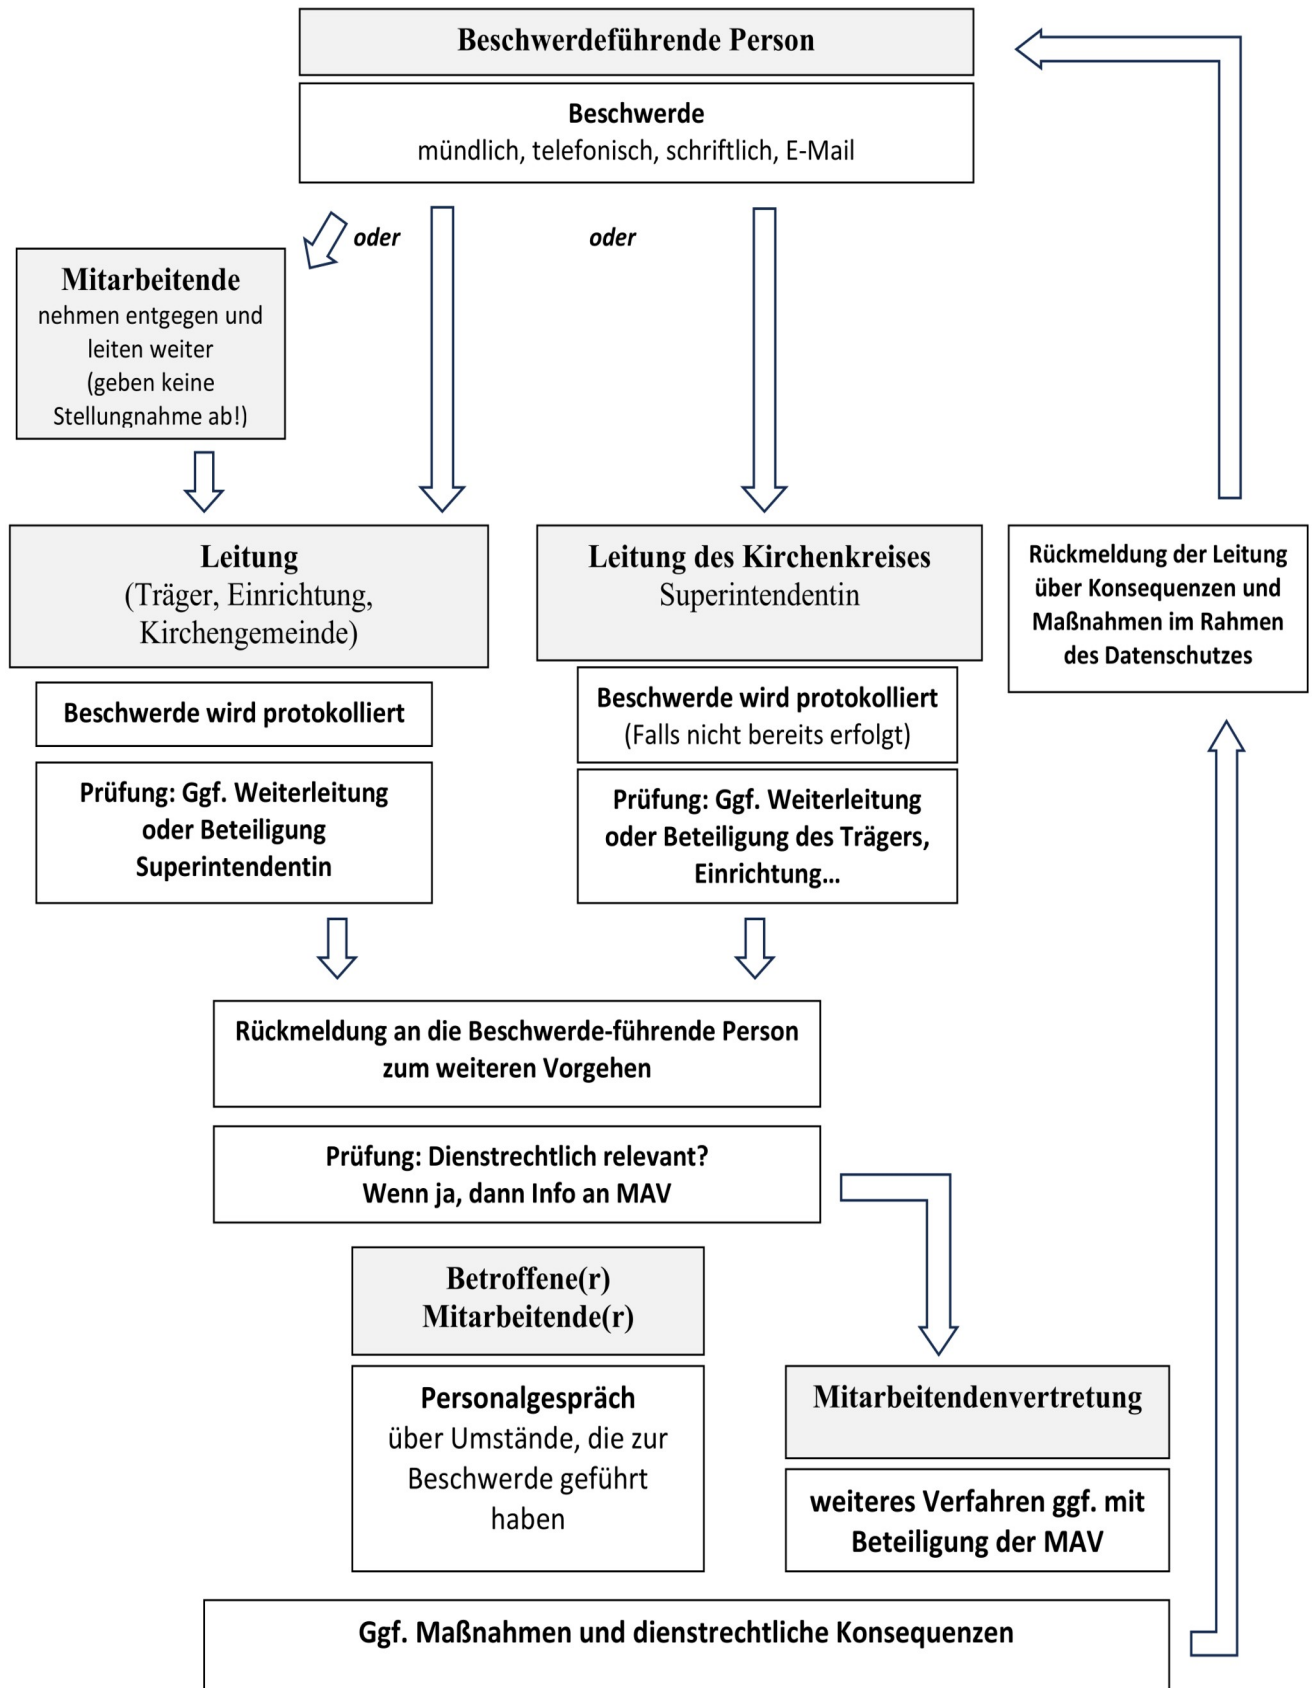 Beschwerdeführende Person
Beschwerde
mündlich, telefonisch, schriftlich, E-Mail
oder
oder
Mitarbeitende
nehmen entgegen und
leiten weiter
(geben keine
Stellungnahme ab!)
Leitung
(Träger, Einrichtung,
Kirchengemeinde)
Beschwerde wird protokolliert
Prüfung: Ggf. Weiterleitung
oder Beteiligung
Superintendentin
Leitung des Kirchenkreises
Superintendentin
Beschwerde wird protokolliert
(Falls nicht bereits erfolgt)
Prüfung: Ggf. Weiterleitung
oder Beteiligung des Trägers,
Einrichtung...
Rückmeldung der Leitung
über Konsequenzen und
Maßnahmen im Rahmen
des Datenschutzes
Rückmeldung an die Beschwerde-führende Person
zum weiteren Vorgehen
Prüfung: Dienstrechtlich relevant?
Wenn ja, dann Info an MAV
Betroffene(r)
Mitarbeitende(r)
Personalgespräch
über Umstände, die zur
Beschwerde geführt
haben
Mitarbeitendenvertretung
weiteres Verfahren ggf. mit
Beteiligung der MAV
Ggf. Maßnahmen und dienstrechtliche Konsequenzen